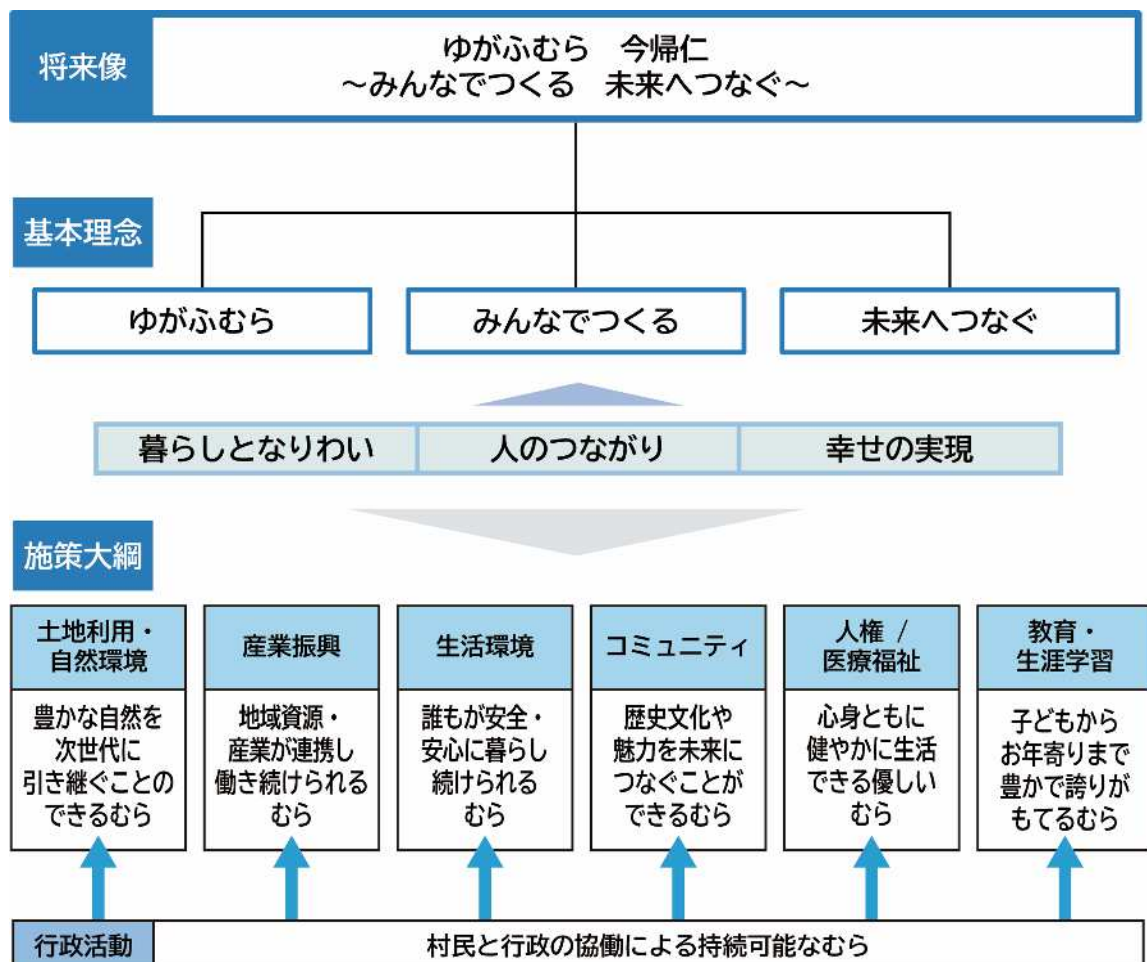 将来像
ゆがふむら　今帰仁
～みんなでつくる　未来へつなぐ～
基本理念
ゆがふむら
みんなでつくる
未来へつなぐ
暮らしとなりわい
人のつながり
幸せの実現
施策大綱
土地利用・
自然環境
豊かな自然を
次世代に
引き継ぐことの
できるむら
産業振興
地域資源・
産業が連携し
働き続けられる
むら
生活環境
誰もが安全・
安心に暮らし
続けられる
むら
コミュニティ
歴史文化や
魅力を未来に
つなぐことが
できるむら
人権 /
医療福祉
心身ともに
健やかに生活
できる優しい
むら
教育・
生涯学習
子どもから
お年寄りまで
豊かで誇りが
もてるむら
行政活動
村民と行政の協働による持続可能なむら